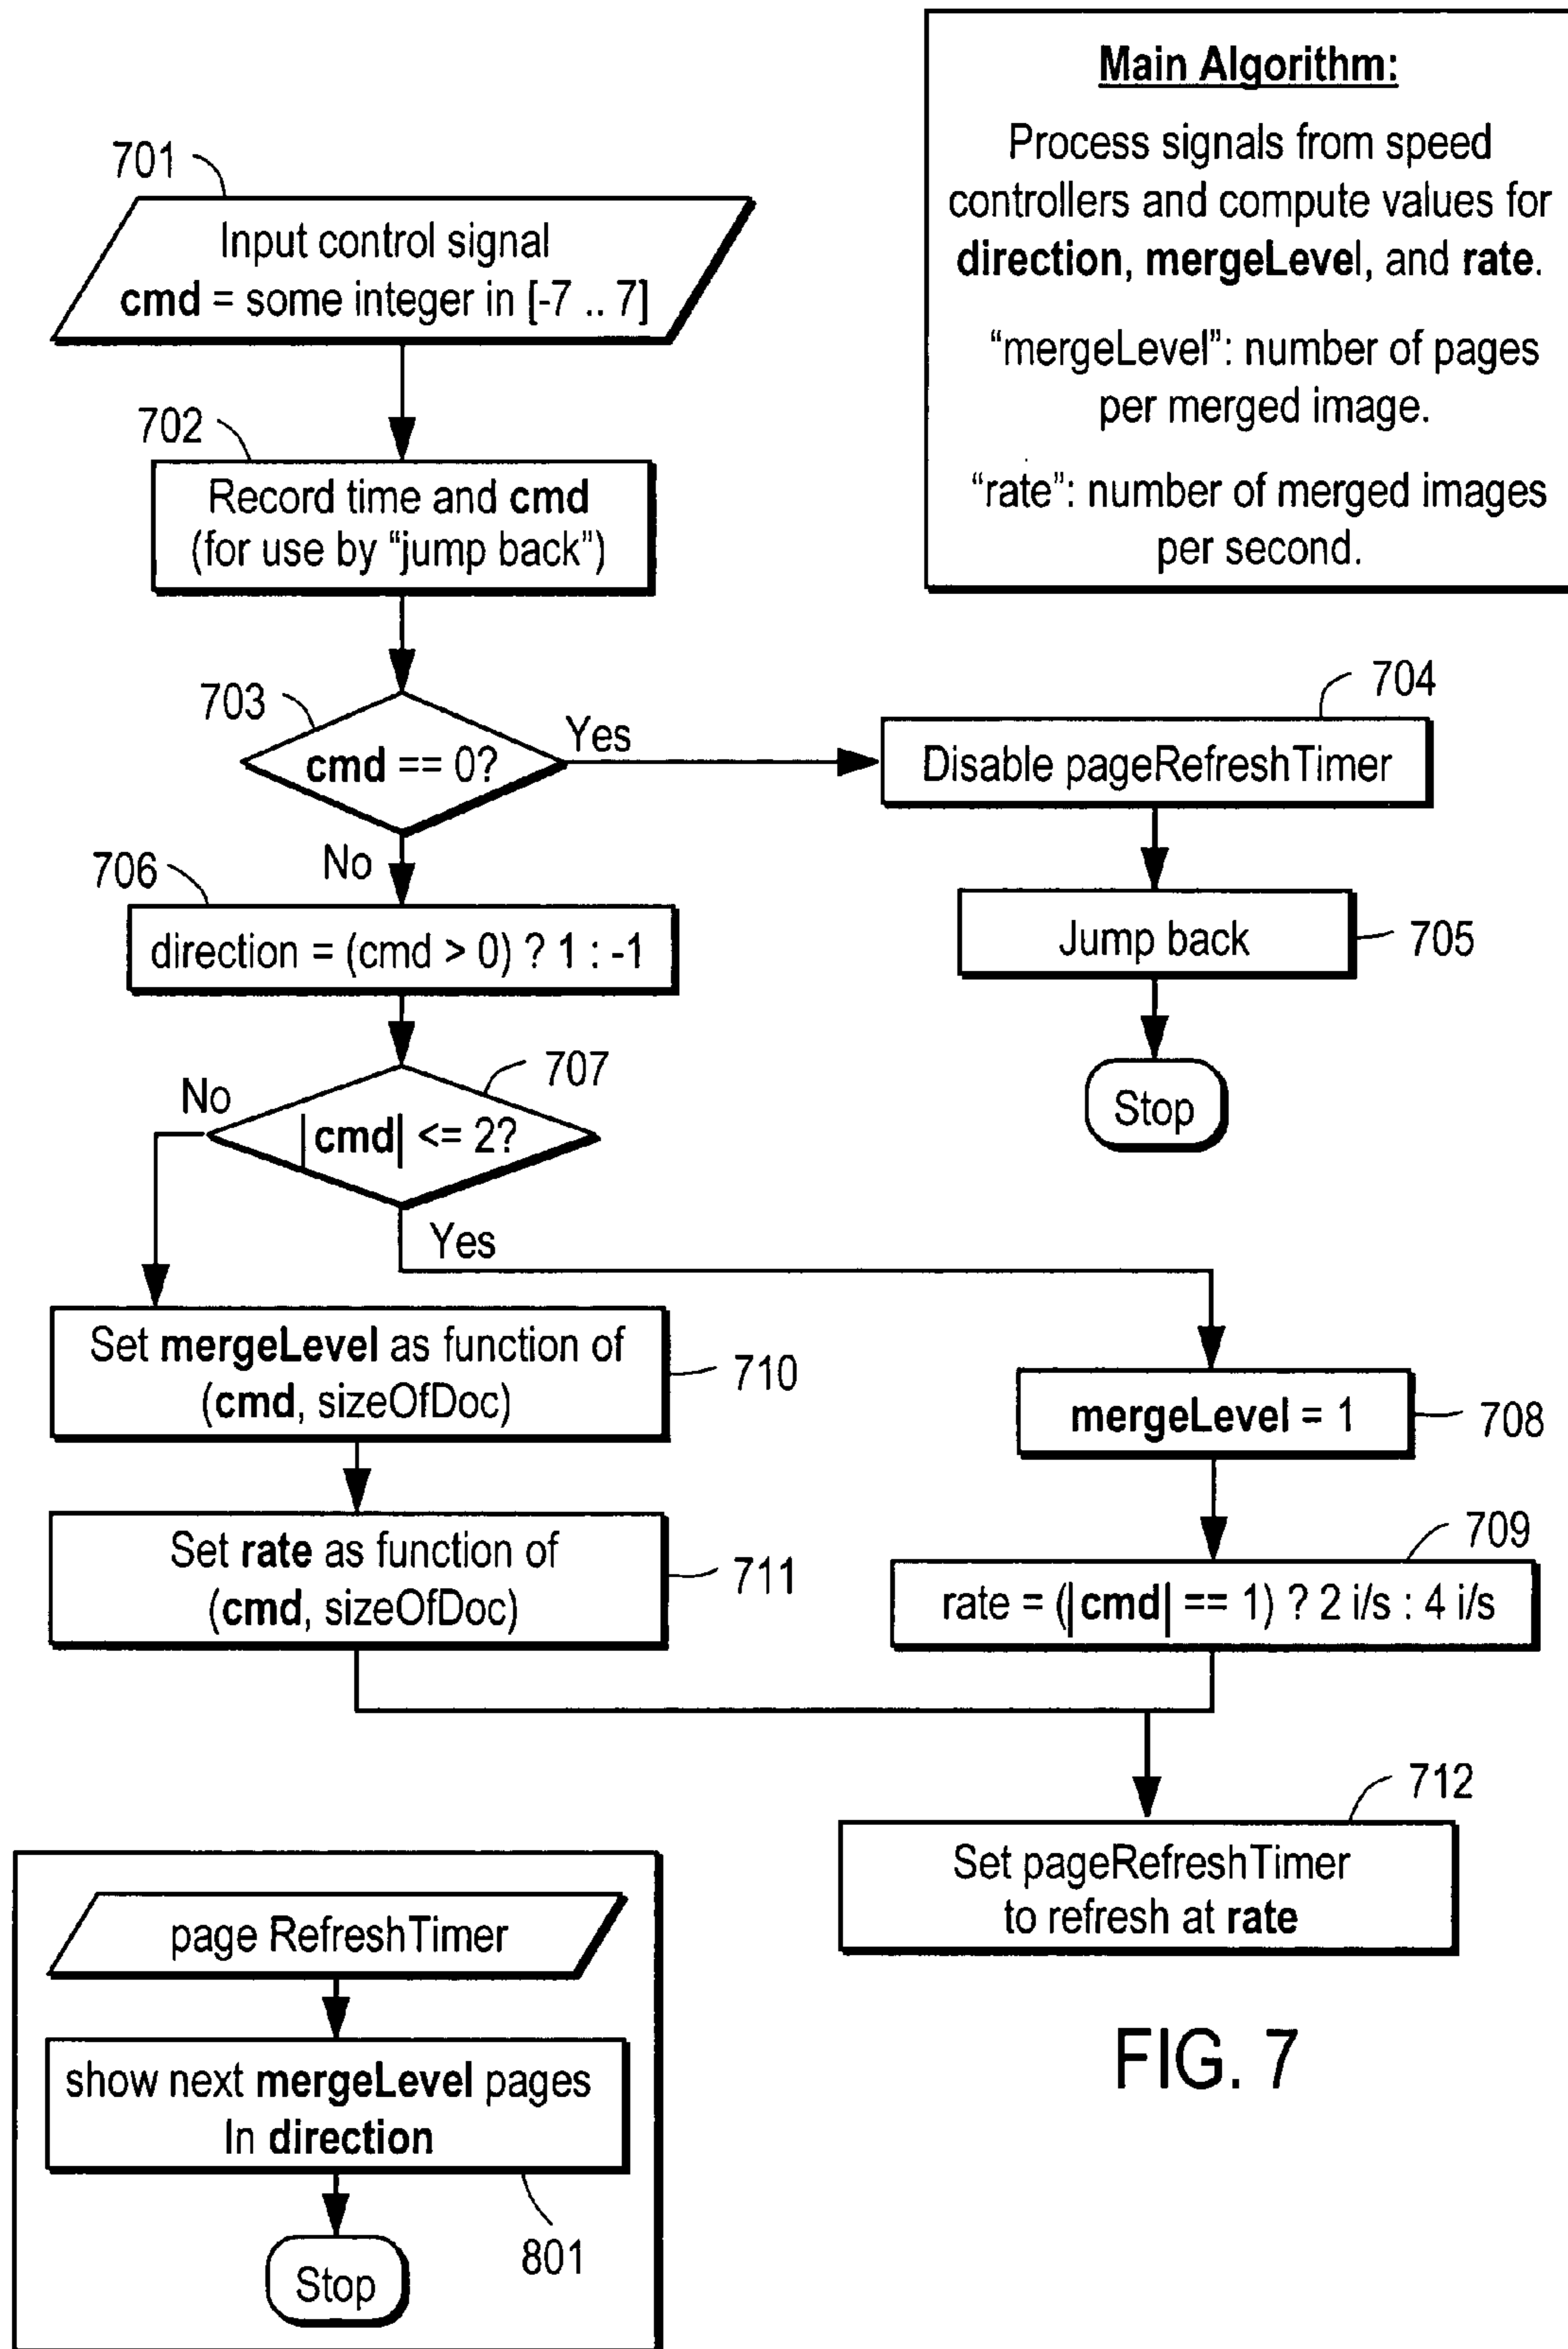 Main Algorithm:
Process signals from speed
controllers and compute values for
direction, mergeLevel, and rate.
“mergeLevel”: number of pages
per merged image.
“rate”: number of merged images
per second.
701
Input control signal
cmd = some integer in [-7 .. 7]
702
Record time and cmd
(for use by “jump back”)
703
cmd == 0?
Yes
704
Disable pageRefreshTimer
No
706
direction = (cmd > 0) ? 1 : -1
Jump back
705
Stop
707
No
|cmd| <= 2?
Yes
Set mergeLevel as function of
(cmd, sizeOfDoc)
710
mergeLevel = 1
708
Set rate as function of
(cmd, sizeOfDoc)
711
709
rate = (|cmd| == 1) ? 2 i/s : 4 i/s
712
Set pageRefreshTimer
to refresh at rate
page RefreshTimer
show next mergeLevel pages
In direction
801
Stop
FIG. 7